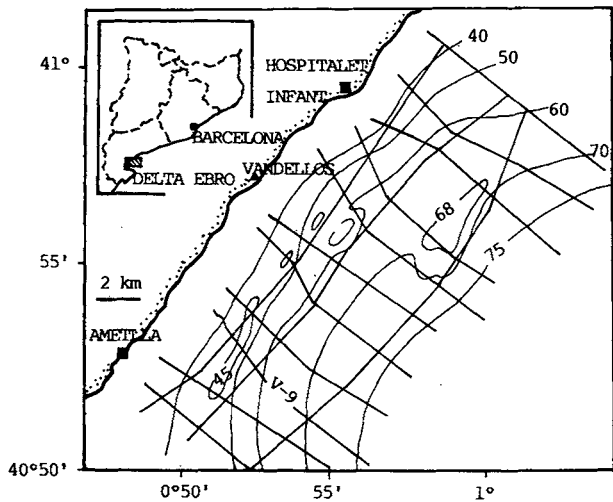 41°
HOSPITALET
INFANT
40
50
60
BARCELONA
70
DELTA EBRO
VANDELLOS
68
75
55'
2 km
AMETLLA
45
V-9
40°50'
0°50'
55'
1°